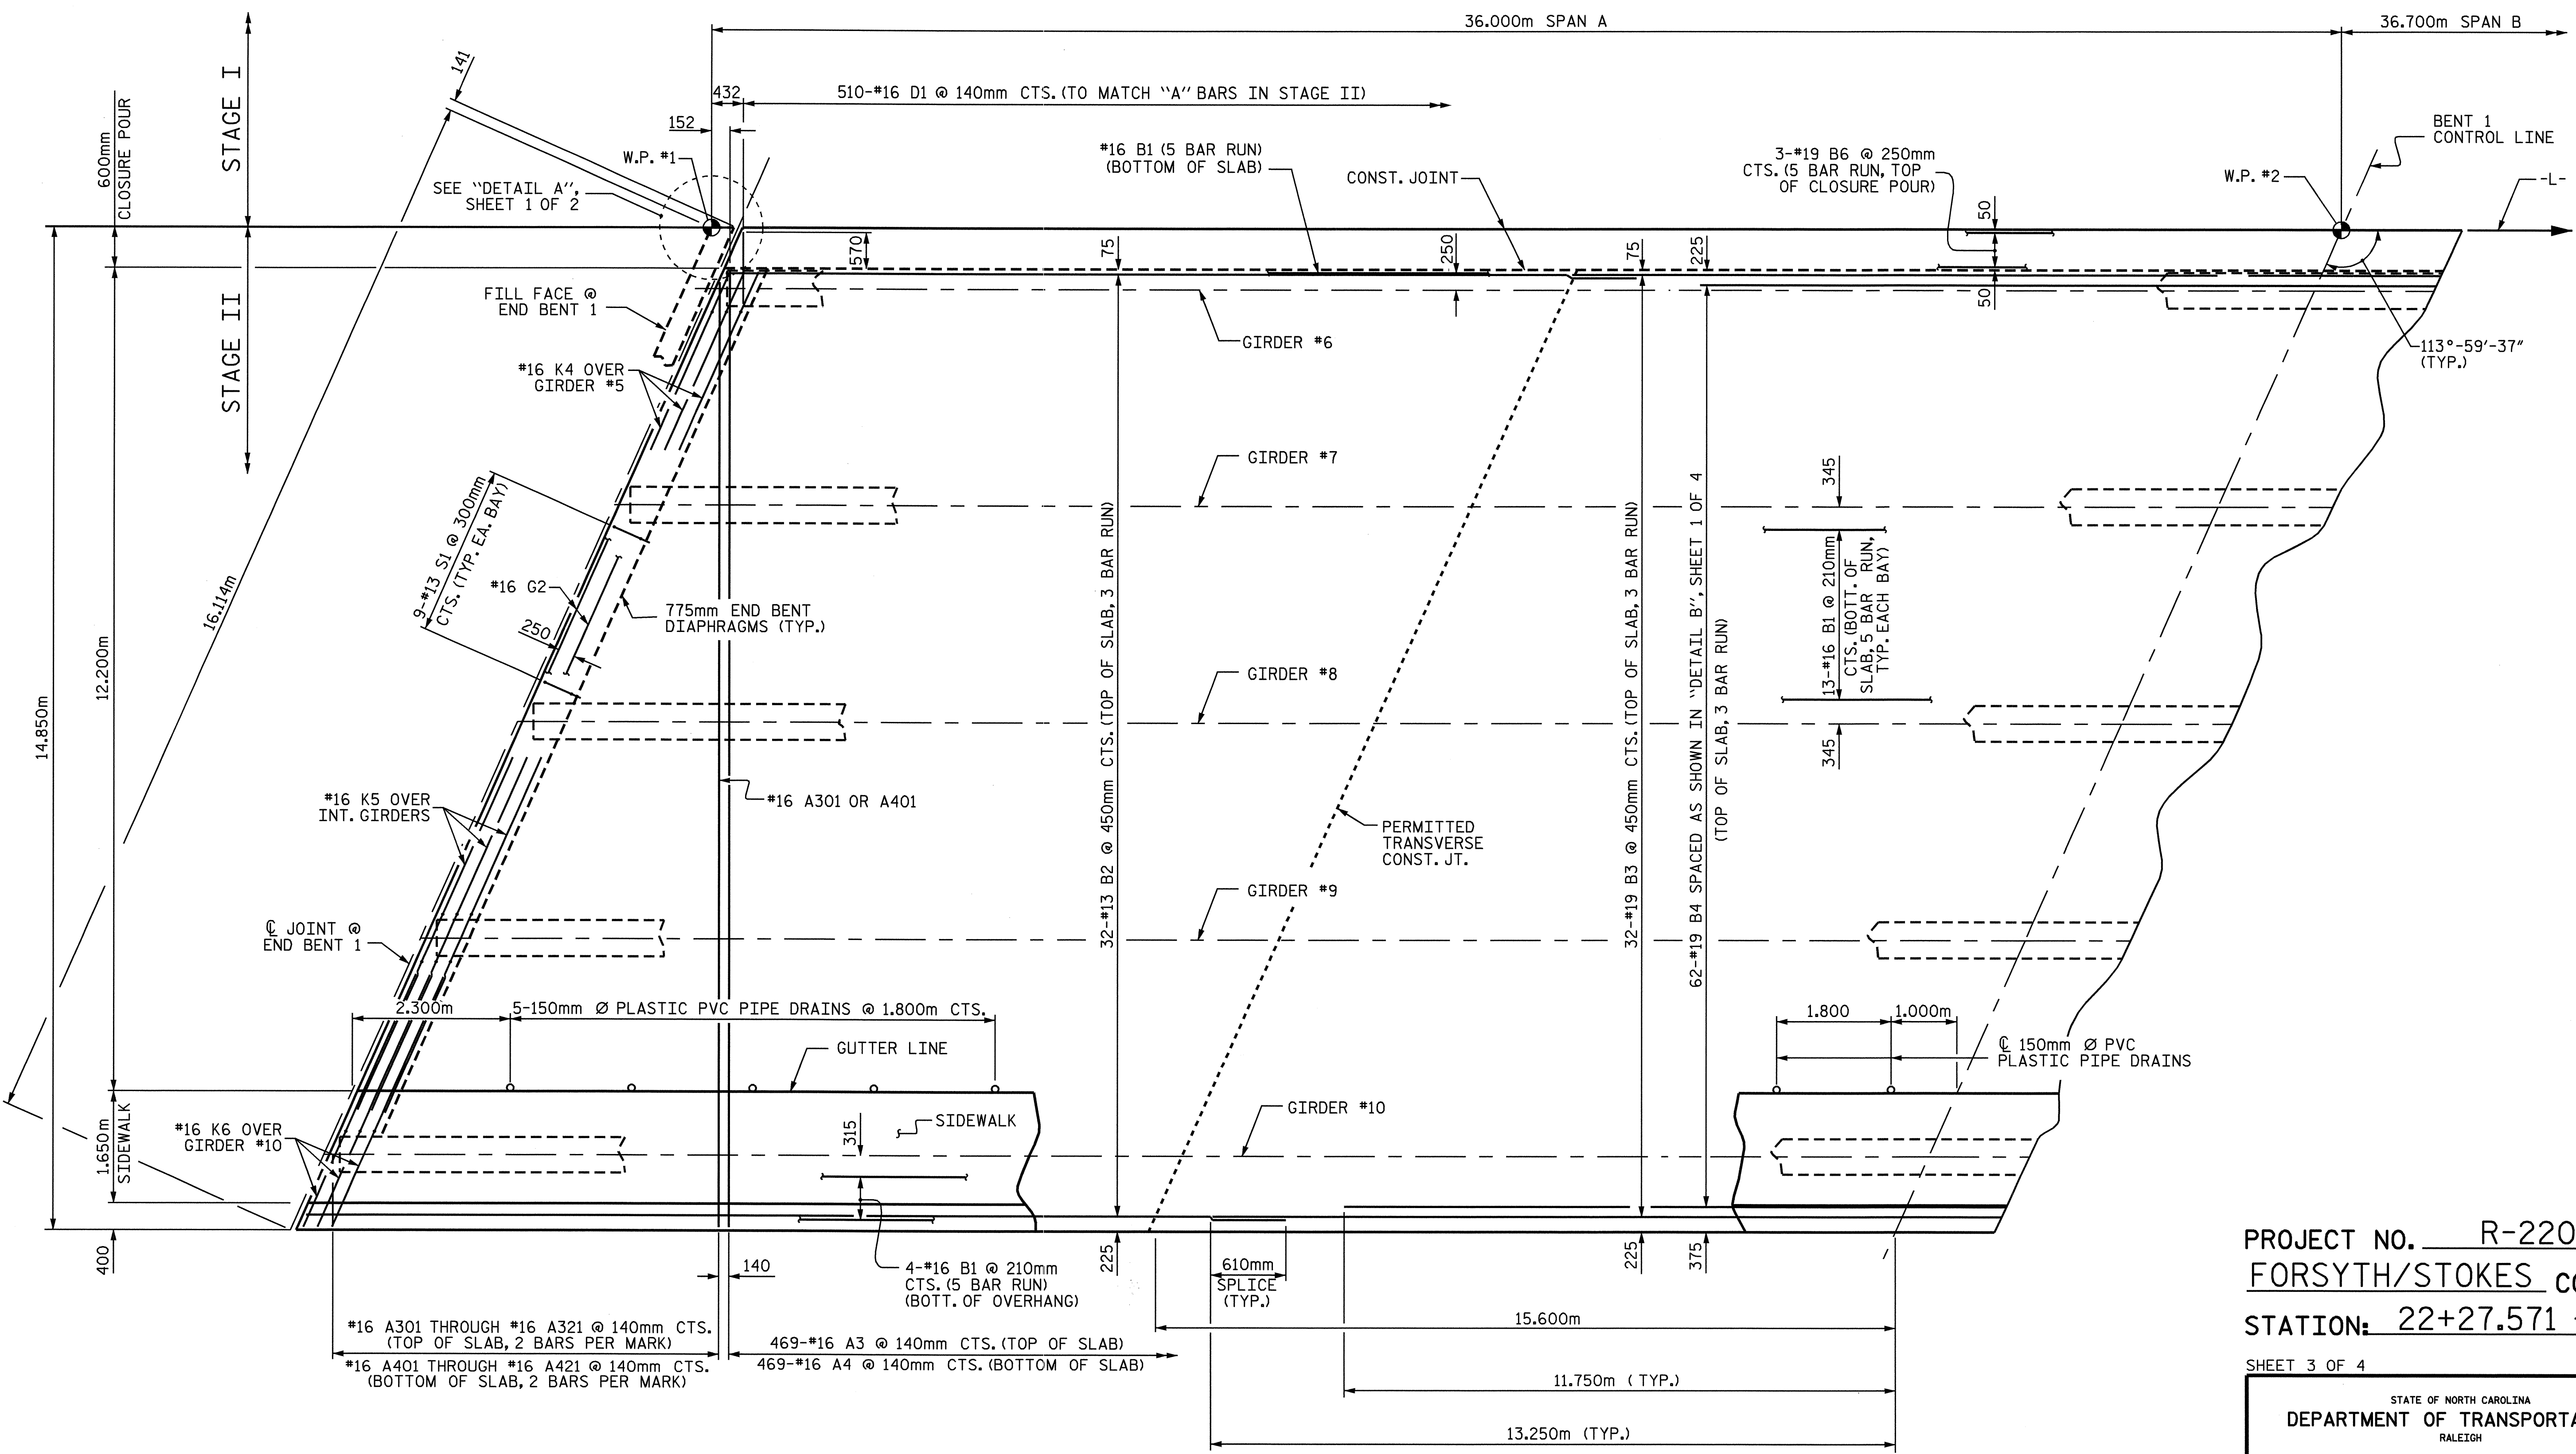 36.000m SPAN A
36.700m SPAN B
141
STAGE I
600mm
CLOSURE POUR
432
510-#16 D1 @ 140mm CTS. (TO MATCH "A" BARS IN STAGE II)
152
W.P. #1
SEE "DETAIL A",
SHEET 1 OF 2
#16 B1 (5 BAR RUN)
(BOTTOM OF SLAB)
CONST. JOINT
3-#19 B6 @ 250mm
CTS. (5 BAR RUN, TOP
OF CLOSURE POUR)
W.P. #2
BENT 1
CONTROL LINE
-L-
50
570
75
250
75
225
50
STAGE II
FILL FACE @
END BENT 1
GIRDER #6
113°-59'-37"
(TYP.)
#16 K4 OVER
GIRDER #5
GIRDER #7
345
9-#13 S1 @ 300mm
CTS. (TYP. EA. BAY)
#16 G2
250
775mm END BENT
DIAPHRAGMS (TYP.)
13-#16 B1 @ 210mm
CTS. (BOTT. OF
SLAB, 5 BAR RUN,
TYP. EACH BAY)
16.114m
12.200m
14.850m
GIRDER #8
345
32-#13 B2 @ 450mm CTS. (TOP OF SLAB, 3 BAR RUN)
32-#19 B3 @ 450mm CTS. (TOP OF SLAB, 3 BAR RUN)
62-#19 B4 SPACED AS SHOWN IN "DETAIL B", SHEET 1 OF 4
(TOP OF SLAB, 3 BAR RUN)
#16 K5 OVER
INT. GIRDERS
#16 A301 OR A401
PERMITTED
TRANSVERSE
CONST. JT.
GIRDER #9
℄ JOINT @
END BENT 1
2.300m
5-150mm Ø PLASTIC PVC PIPE DRAINS @ 1.800m CTS.
1.800
1.000m
GUTTER LINE
℄ 150mm Ø PVC
PLASTIC PIPE DRAINS
1.650m
SIDEWALK
#16 K6 OVER
GIRDER #10
315
SIDEWALK
GIRDER #10
400
140
4-#16 B1 @ 210mm
CTS. (5 BAR RUN)
(BOTT. OF OVERHANG)
225
610mm
SPLICE
(TYP.)
225
375
#16 A301 THROUGH #16 A321 @ 140mm CTS.
(TOP OF SLAB, 2 BARS PER MARK)
#16 A401 THROUGH #16 A421 @ 140mm CTS.
(BOTTOM OF SLAB, 2 BARS PER MARK)
469-#16 A3 @ 140mm CTS. (TOP OF SLAB)
469-#16 A4 @ 140mm CTS. (BOTTOM OF SLAB)
15.600m
11.750m (TYP.)
13.250m (TYP.)
PROJECT NO. R-220
FORSYTH/STOKES CO
STATION: 22+27.571 -
SHEET 3 OF 4
STATE OF NORTH CAROLINA
DEPARTMENT OF TRANSPORTA
RALEIGH